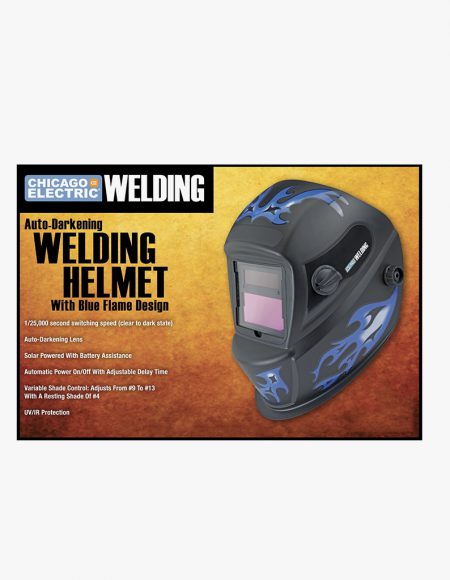 CHICAGO
ELECTRIC®
WELDING
Auto-Darkening
WELDING
HELMET
With Blue Flame Design
1/25,000 second switching speed (clear to dark state)
Auto-Darkening Lens
Solar Powered With Battery Assistance
Automatic Power On/Off With Adjustable Delay Time
Variable Shade Control: Adjusts From #9 To #13
With A Resting Shade Of #4
UV/IR Protection
WELDING